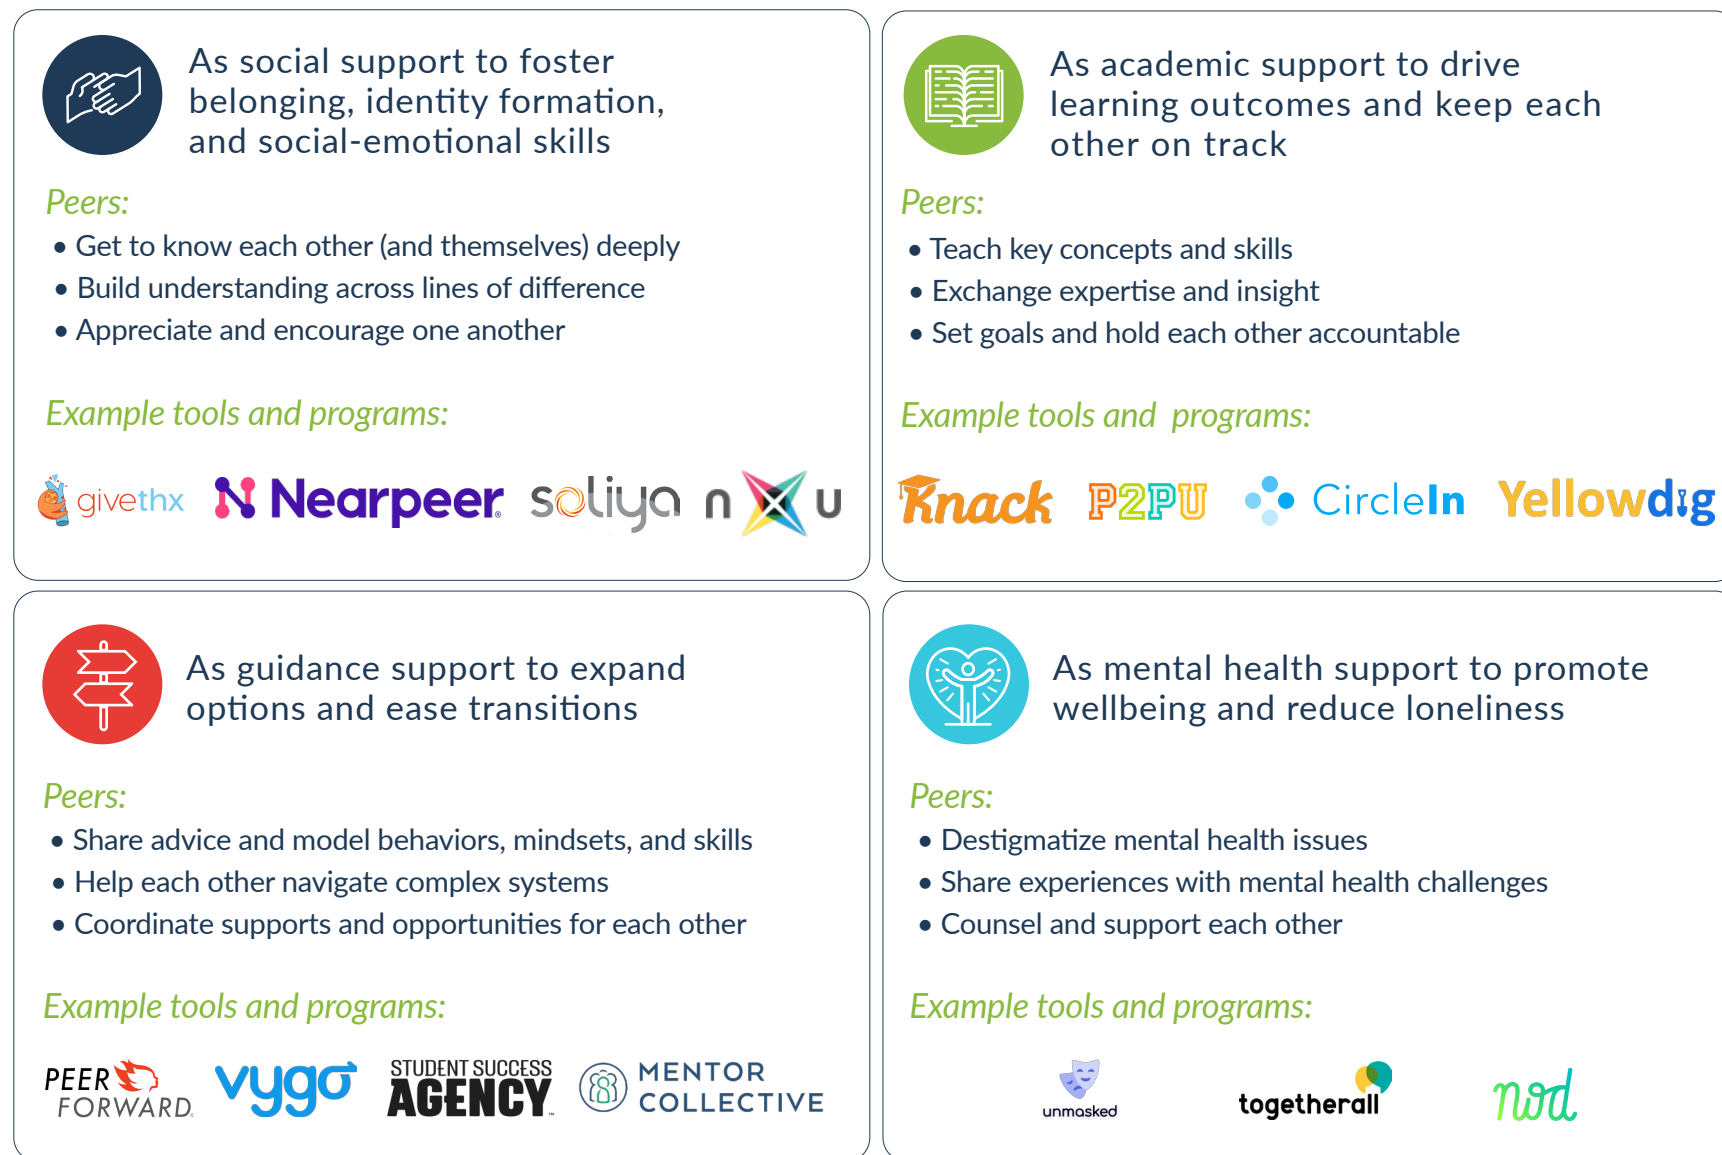 As social support to foster
belonging, identity formation,
and social-emotional skills
Peers:
• Get to know each other (and themselves) deeply
• Build understanding across lines of difference
• Appreciate and encourage one another
Example tools and programs:
givethx Nearpeer® soliya nXu
As academic support to drive
learning outcomes and keep each
other on track
Peers:
• Teach key concepts and skills
• Exchange expertise and insight
• Set goals and hold each other accountable
Example tools and programs:
Knack P2PU CircleIn Yellowdig
As guidance support to expand
options and ease transitions
Peers:
• Share advice and model behaviors, mindsets, and skills
• Help each other navigate complex systems
• Coordinate supports and opportunities for each other
Example tools and programs:
PEER
FORWARD
vygo
STUDENT SUCCESS
AGENCY™
MENTOR
COLLECTIVE
As mental health support to promote
wellbeing and reduce loneliness
Peers:
• Destigmatize mental health issues
• Share experiences with mental health challenges
• Counsel and support each other
Example tools and programs:
unmasked togetherall nod